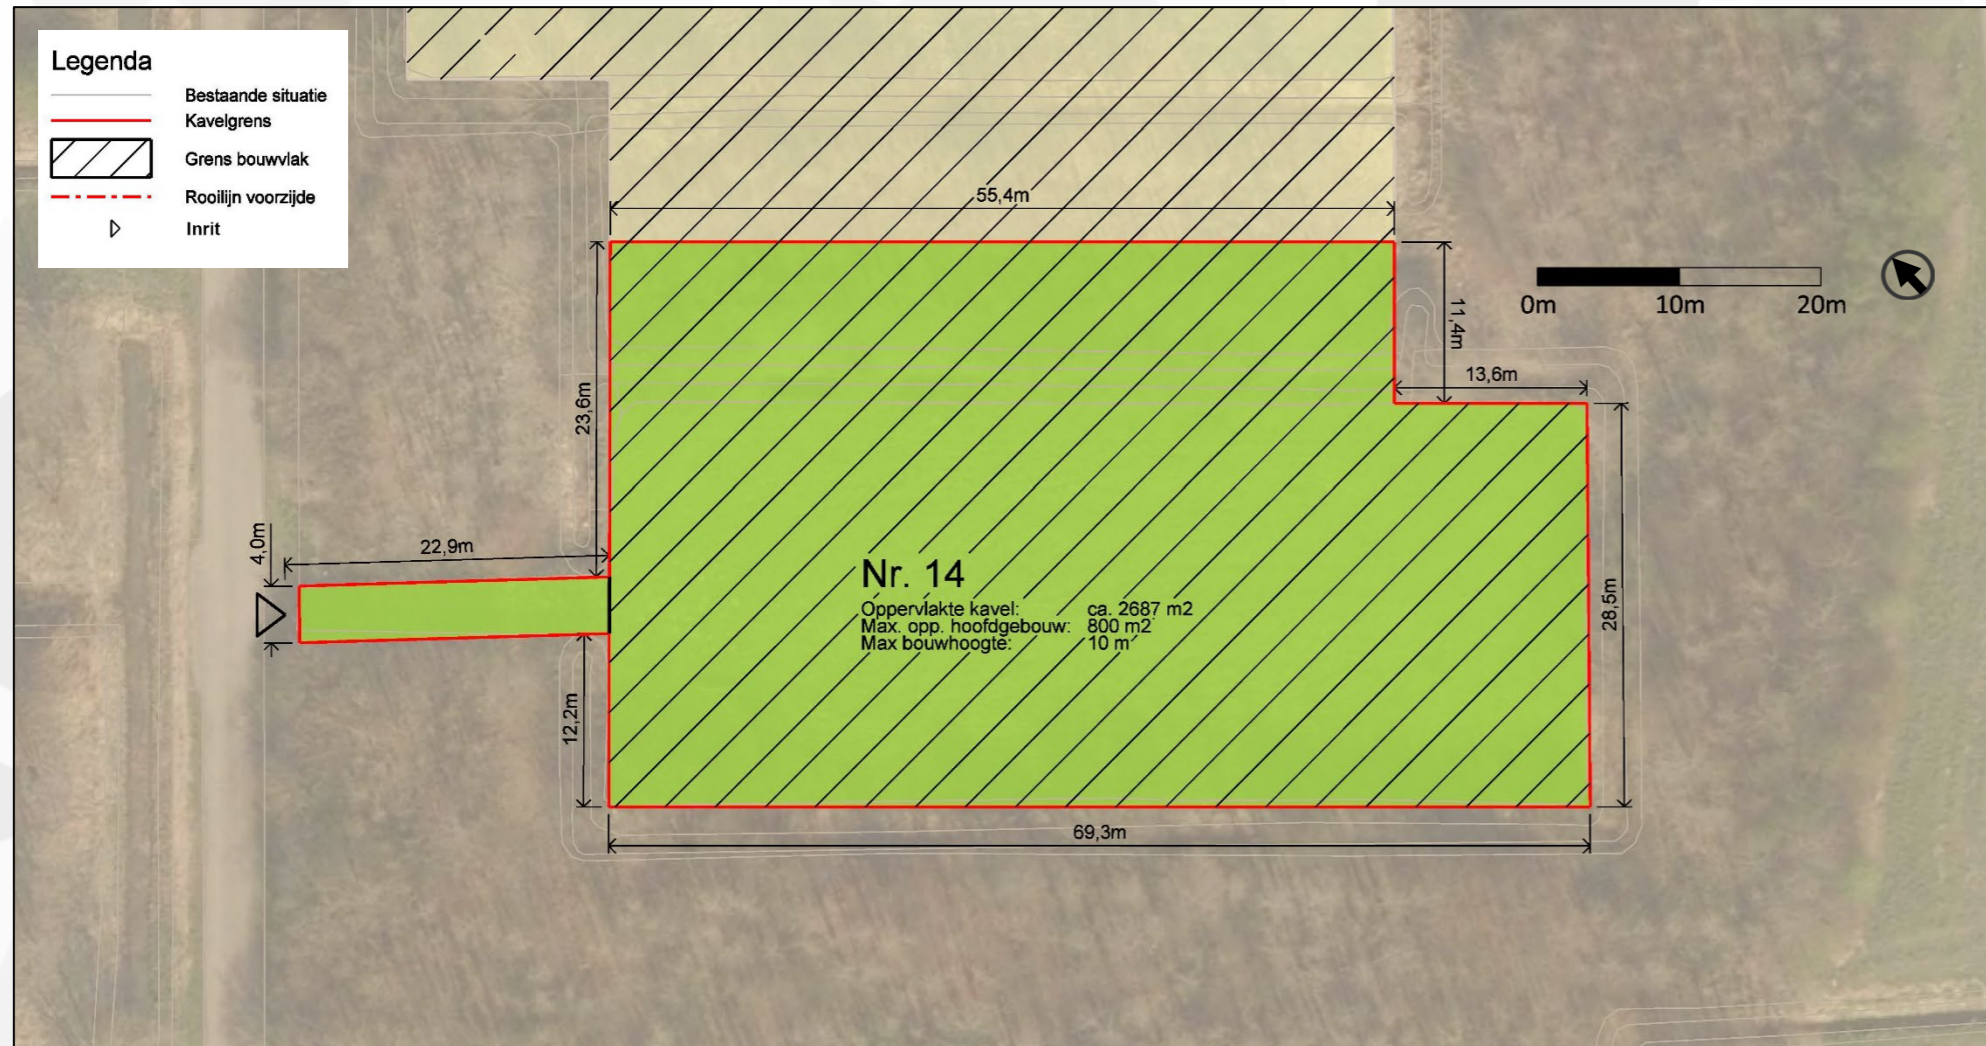 Legenda
Bestaande situatie
Kavelgrens
Grens bouwvlak
Rooilijn voorzijde
Inrit
55,4m
11,4m
0m 10m 20m
13,6m
23,6m
4,0m
22,9m
Nr. 14
Oppervlakte kavel: ca. 2687 m2
Max. opp. hoofdgebouw: 800 m2
Max bouwhoogte: 10 m
28,5m
12,2m
69,3m